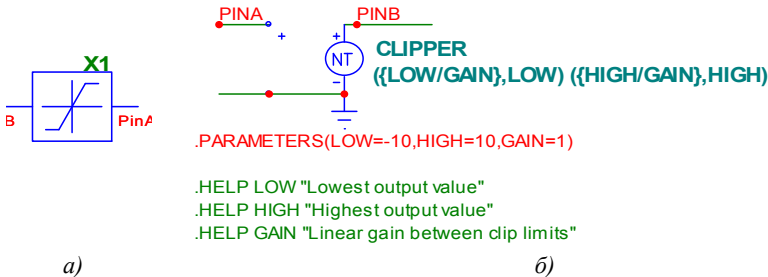 X1
B
PinA
PINA
PINB
+
+
NT
-
CLIPPER
({LOW/GAIN},LOW) ({HIGH/GAIN},HIGH)
.PARAMETERS(LOW=-10,HIGH=10,GAIN=1)
.HELP LOW "Lowest output value"
.HELP HIGH "Highest output value"
.HELP GAIN "Linear gain between clip limits"
а)
б)